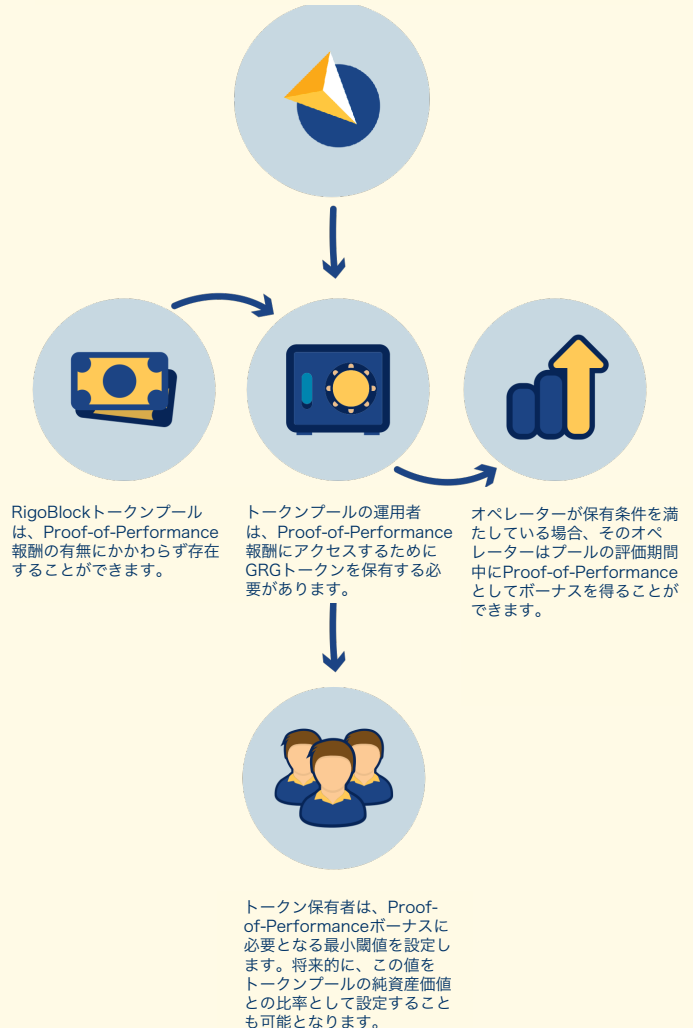 RigoBlockトークンプール
は、Proof-of-Performance
報酬の有無にかかわらず存在
することができます。
トークンプールの運用者
は、Proof-of-Performance
報酬にアクセスするために
GRGトークンを保有する必
要があります。
オペレーターが保有条件を満
たしている場合、そのオペ
レーターはプールの評価期間
中にProof-of-Performance
としてボーナスを得ることが
できます。
トークン保有者は、Proof-
of-Performanceボーナスに
必要となる最小閾値を設定し
ます。将来的に、この値を
トークンプールの純資産価値
との比率として設定すること
も可能となります。